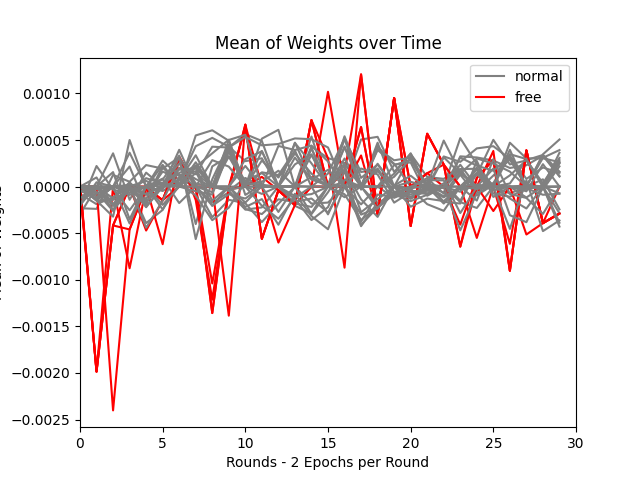 Mean of Weights over Time
normal
free
0.0010
0.0005
0.0000
−0.0005
−0.0010
−0.0015
−0.0020
−0.0025
0 5 10 15 20 25 30
Rounds - 2 Epochs per Round